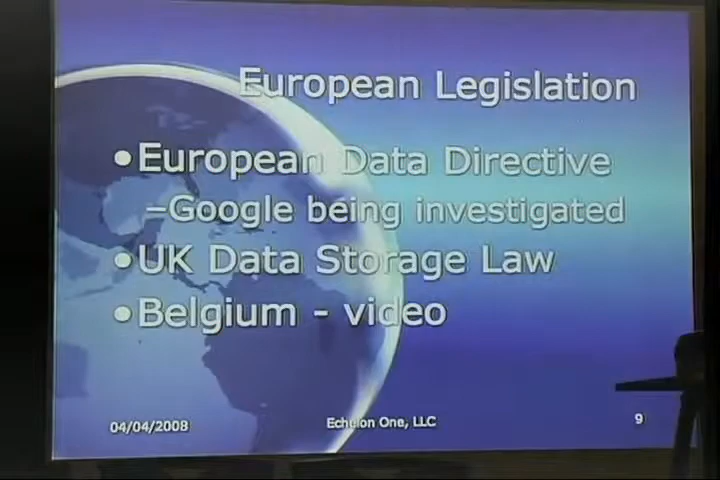 European Legislation
•European Data Directive
–Google being investigated
•UK Data Storage Law
•Belgium - video
04/04/2008 Echelon One, LLC 9